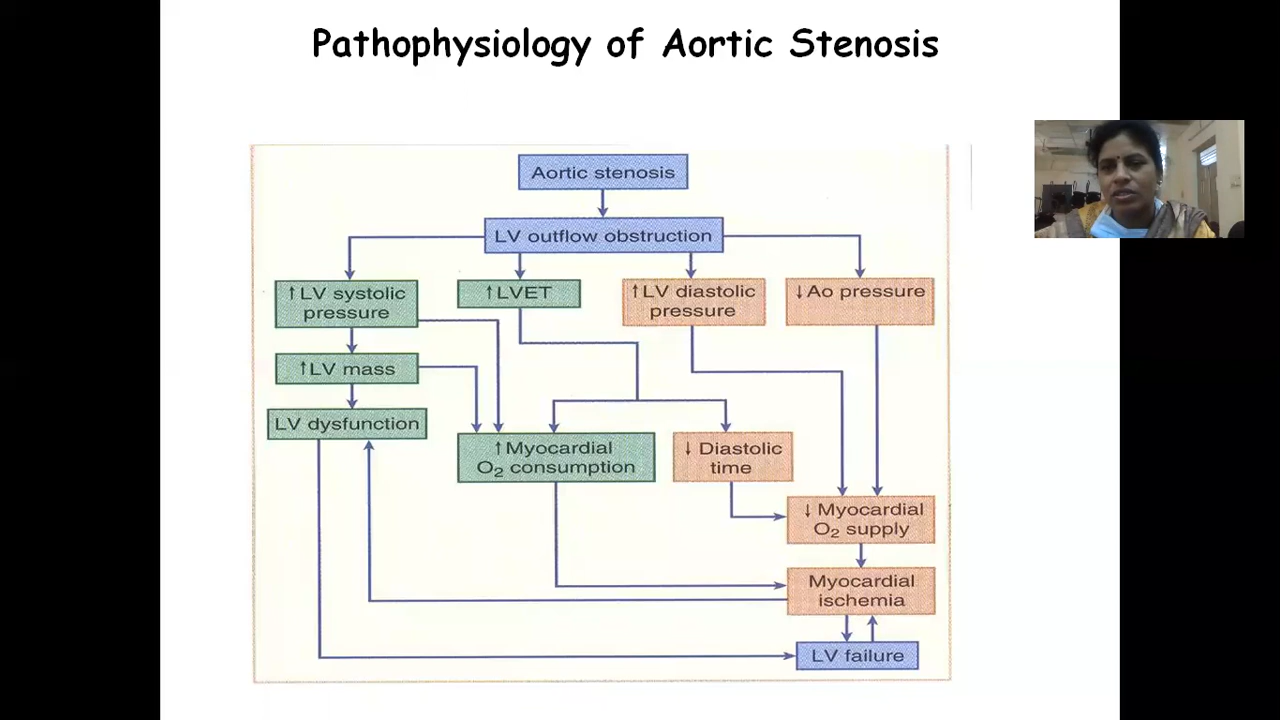 Pathophysiology of Aortic Stenosis
Aortic stenosis
LV outflow obstruction
↑LV systolic
pressure
↑LVET
↑LV diastolic
pressure
↓Ao pressure
↑LV mass
LV dysfunction
↑Myocardial
O₂ consumption
↓ Diastolic
time
↓ Myocardial
O₂ supply
Myocardial
ischemia
LV failure